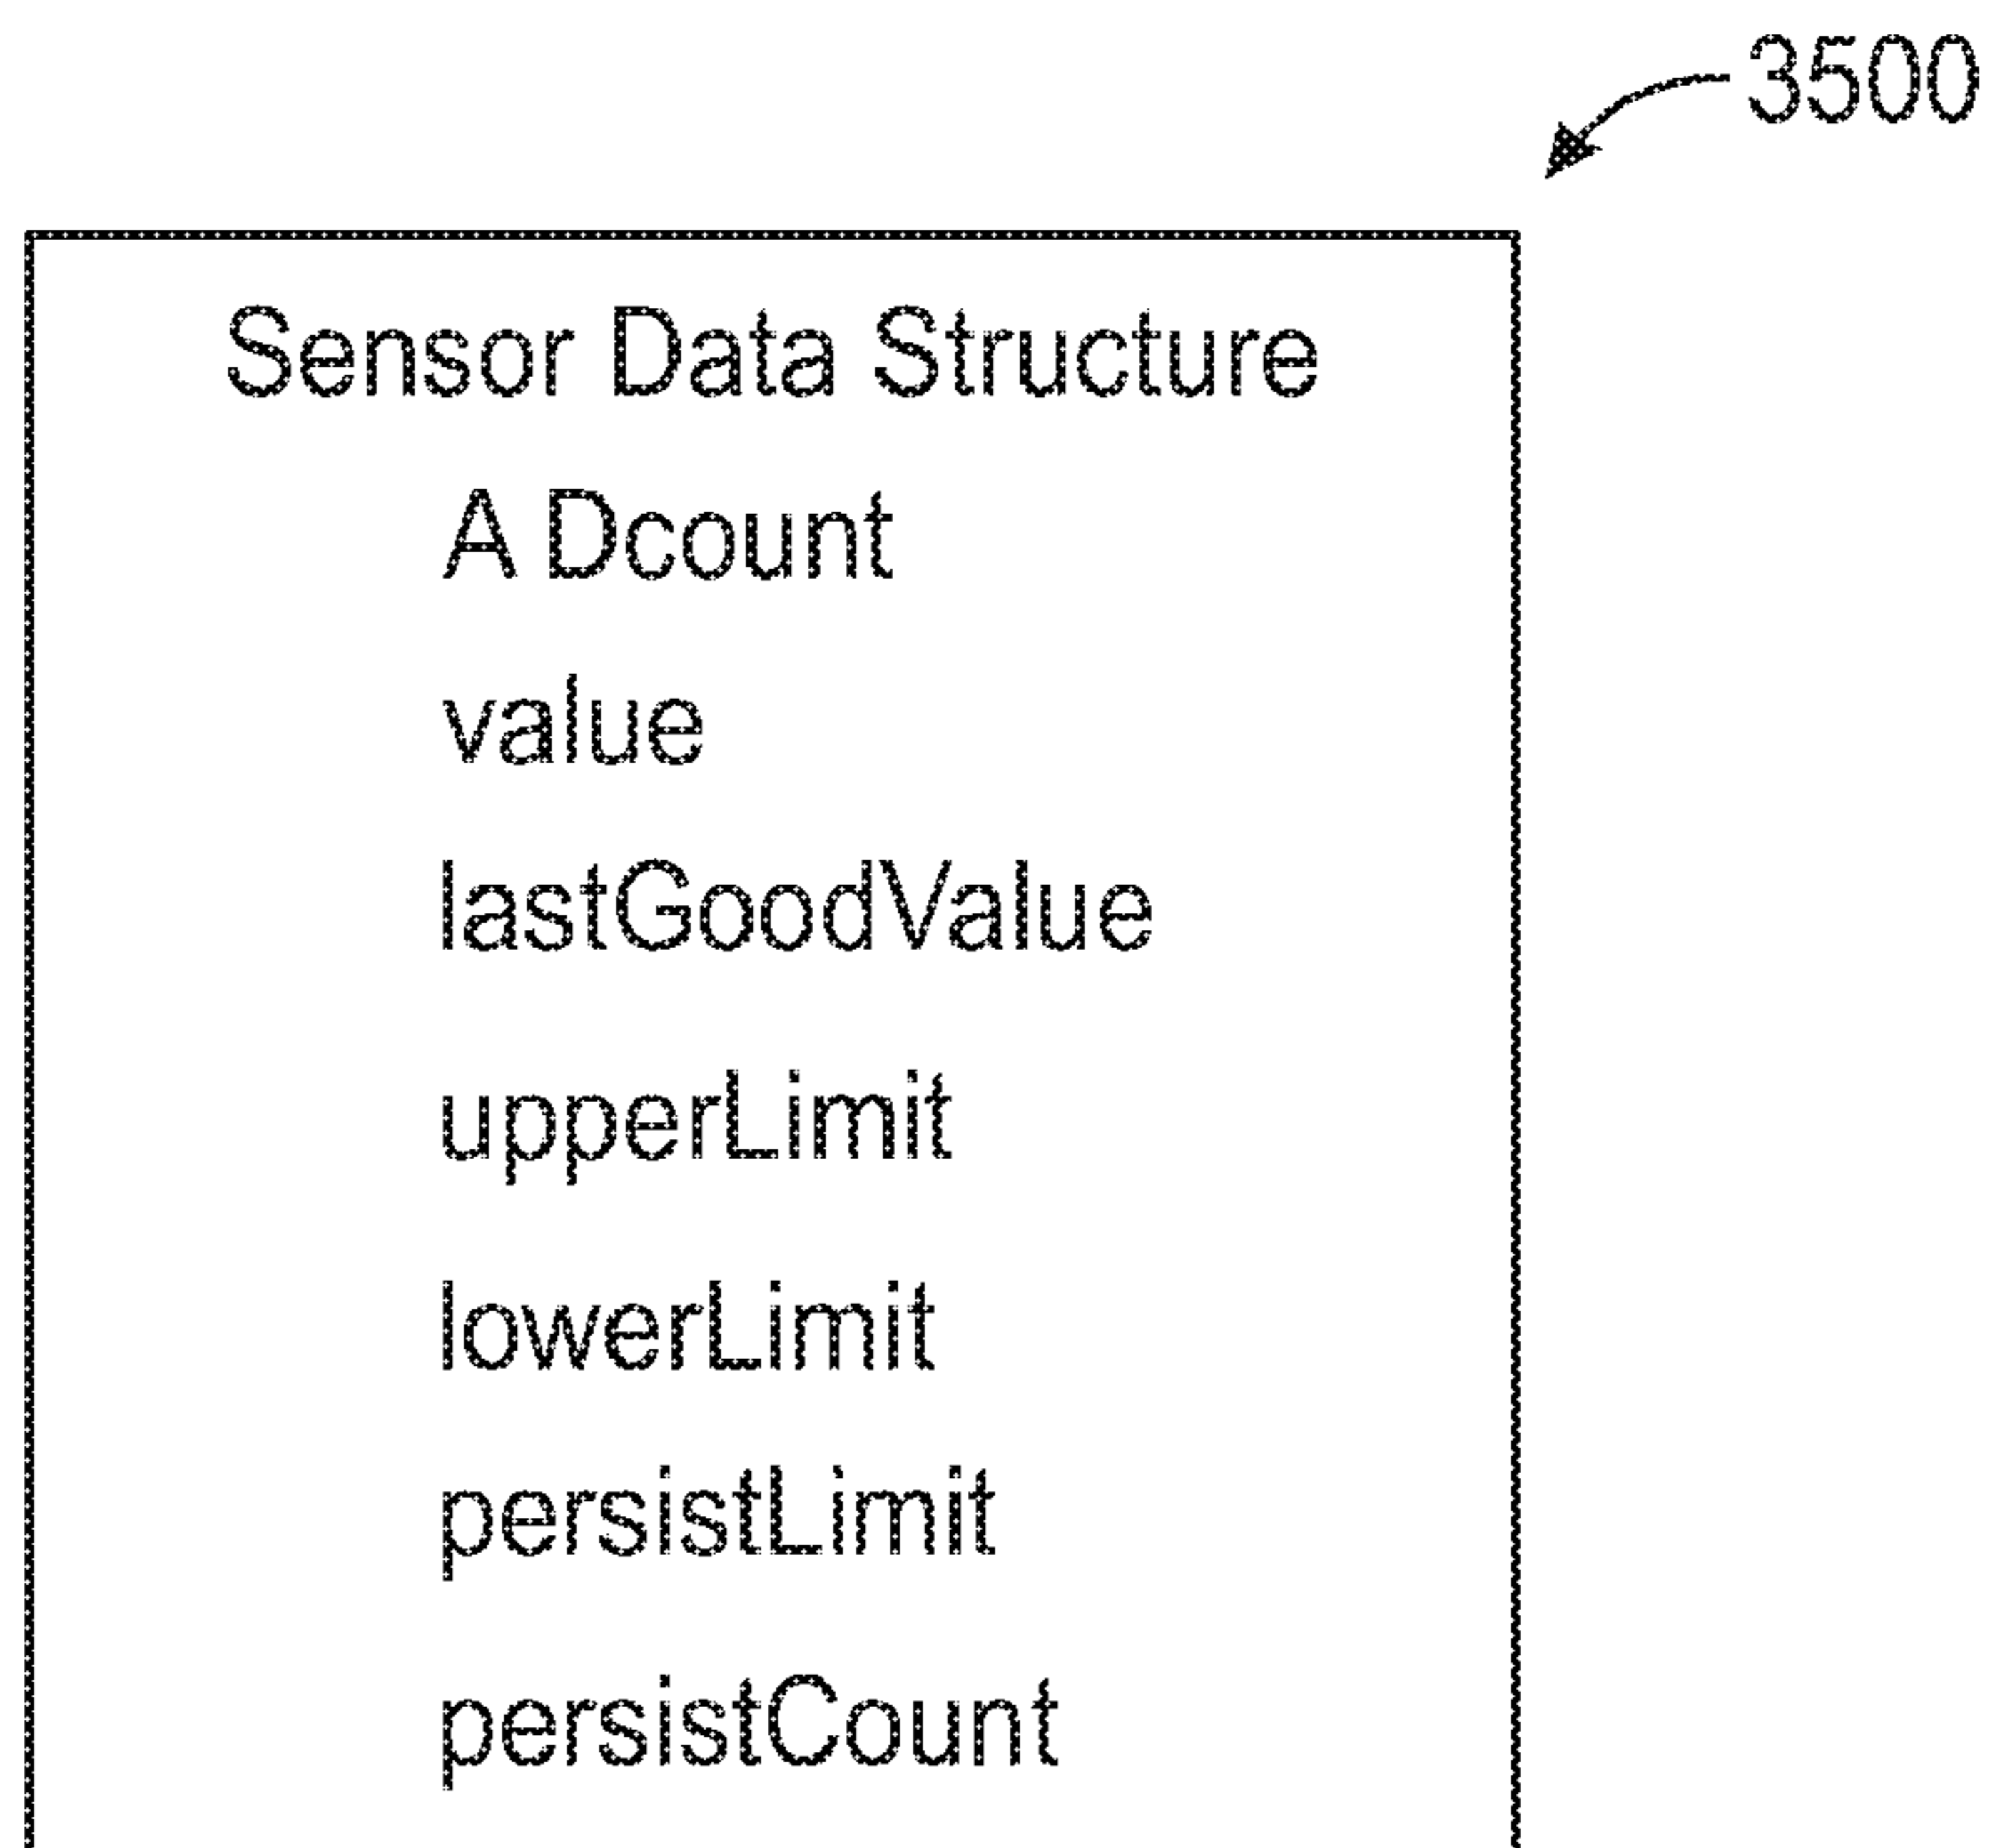 3500
Sensor Data Structure
A Dcount
value
lastGoodValue
upperLimit
lowerLimit
persistLimit
persistCount